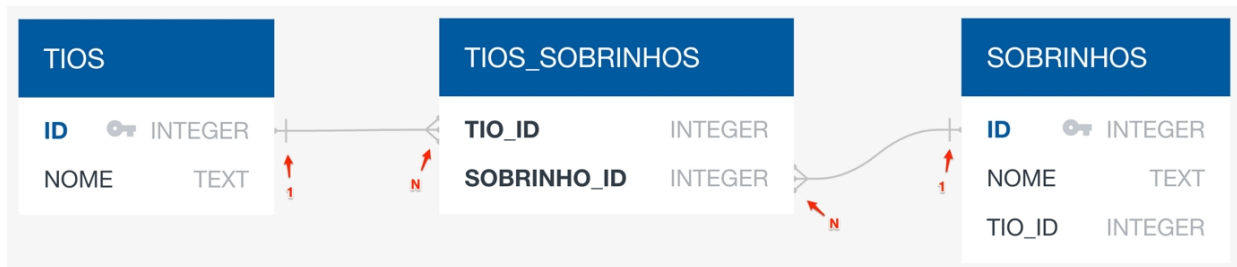 TIOS
ID INTEGER
NOME TEXT
1
N
TIOS_SOBRINHOS
TIO_ID INTEGER
SOBRINHO_ID INTEGER
N
1
SOBRINHOS
ID INTEGER
NOME TEXT
TIO_ID INTEGER